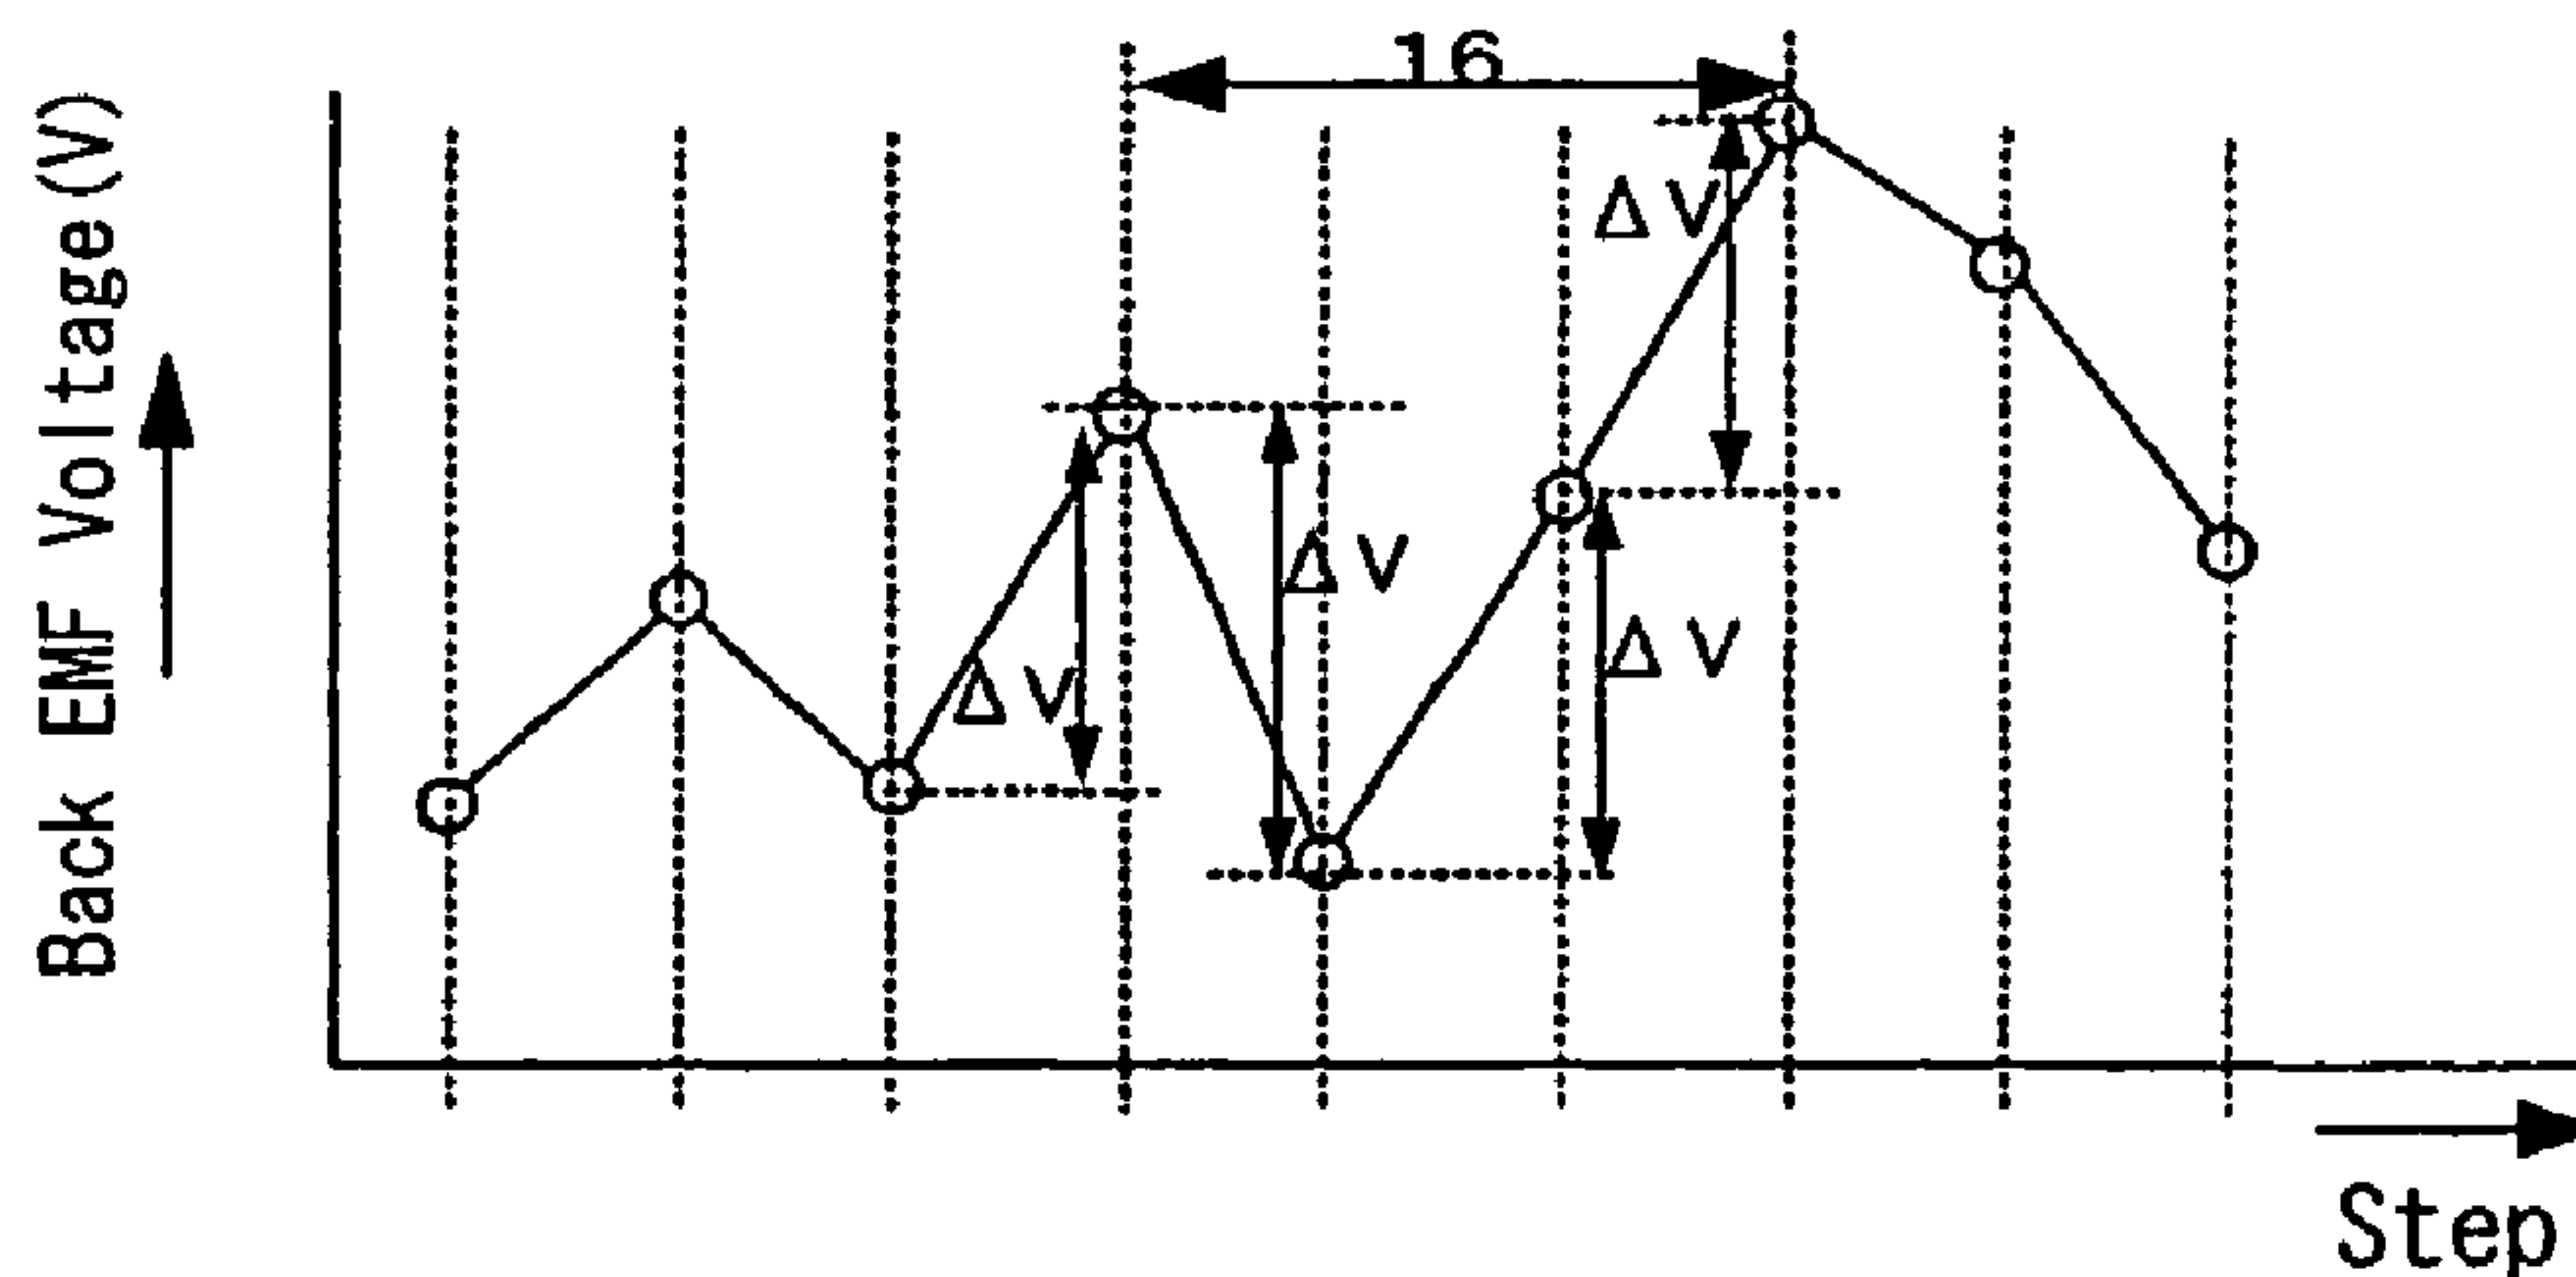 Back EMF Voltage(V)
16
ΔV
ΔV
ΔV
ΔV
Step